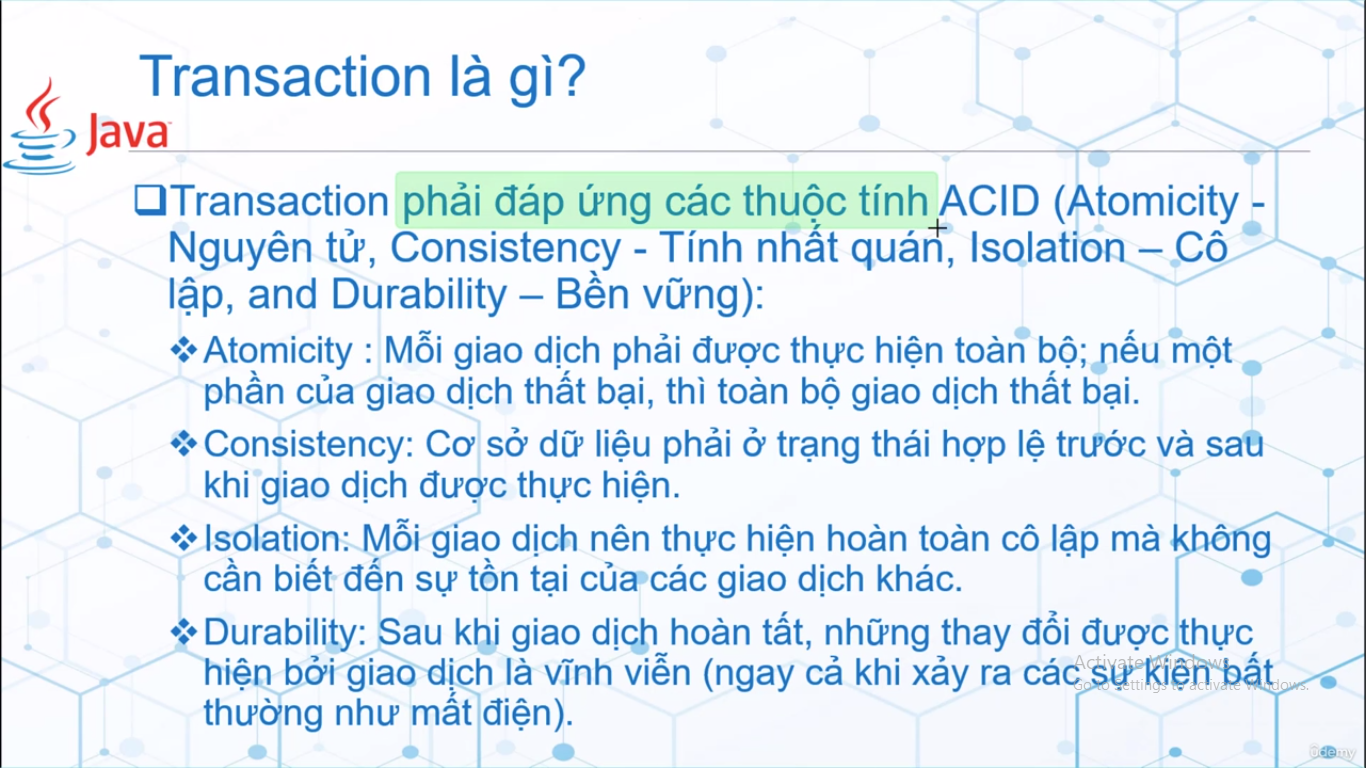 Transaction là gì?
Java
Transaction phải đáp ứng các thuộc tính ACID (Atomicity -
Nguyên tử, Consistency - Tính nhất quán, Isolation – Cô
lập, and Durability – Bền vững):
Atomicity : Mỗi giao dịch phải được thực hiện toàn bộ; nếu một
phần của giao dịch thất bại, thì toàn bộ giao dịch thất bại.
Consistency: Cơ sở dữ liệu phải ở trạng thái hợp lệ trước và sau
khi giao dịch được thực hiện.
Isolation: Mỗi giao dịch nên thực hiện hoàn toàn cô lập mà không
cần biết đến sự tồn tại của các giao dịch khác.
Durability: Sau khi giao dịch hoàn tất, những thay đổi được thực
hiện bởi giao dịch là vĩnh viễn (ngay cả khi xảy ra các sự kiện bất
thường như mất điện).
Activate Windows
Go to Settings to activate Windows.
ûdemy